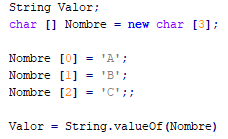 String Valor;
char [] Nombre = new char [3];
Nombre [0] = 'A';
Nombre [1] = 'B';
Nombre [2] = 'C';;
Valor = String.valueOf(Nombre)